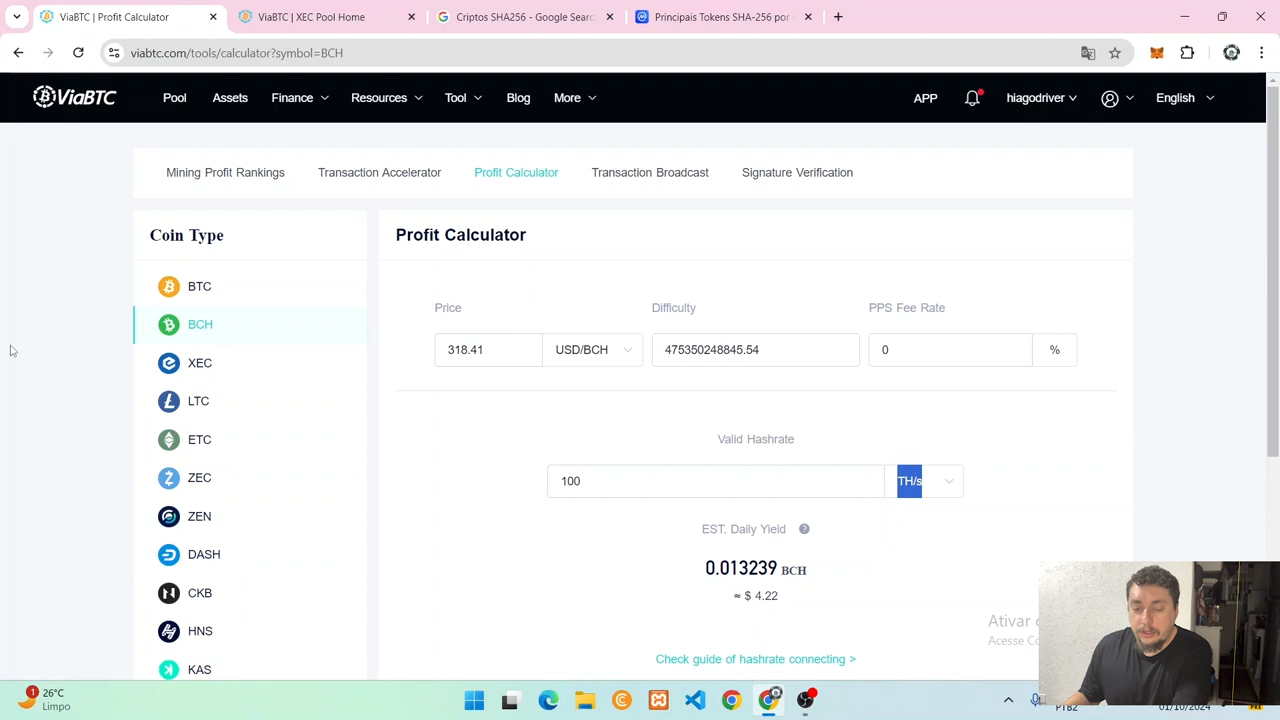 ViaBTC | Profit Calculator
ViaBTC | XEC Pool Home
Criptos SHA256 - Google Searc
Principais Tokens SHA-256 por
viabtc.com/tools/calculator?symbol=BCH
ViaBTC
Pool
Assets
Finance
Resources
Tool
Blog
More
APP
hiagodriver
English
Mining Profit Rankings
Transaction Accelerator
Profit Calculator
Transaction Broadcast
Signature Verification
Coin Type
BTC
BCH
XEC
LTC
ETC
ZEC
ZEN
DASH
CKB
HNS
KAS
Profit Calculator
Price
Difficulty
PPS Fee Rate
318.41
USD/BCH
475350248845.54
0
%
Valid Hashrate
100
TH/s
EST. Daily Yield
0.013239 BCH
≈ $ 4.22
Check guide of hashrate connecting >
Ativar
Acesse
1
26°C
Limpo
PTB2
01/10/2024